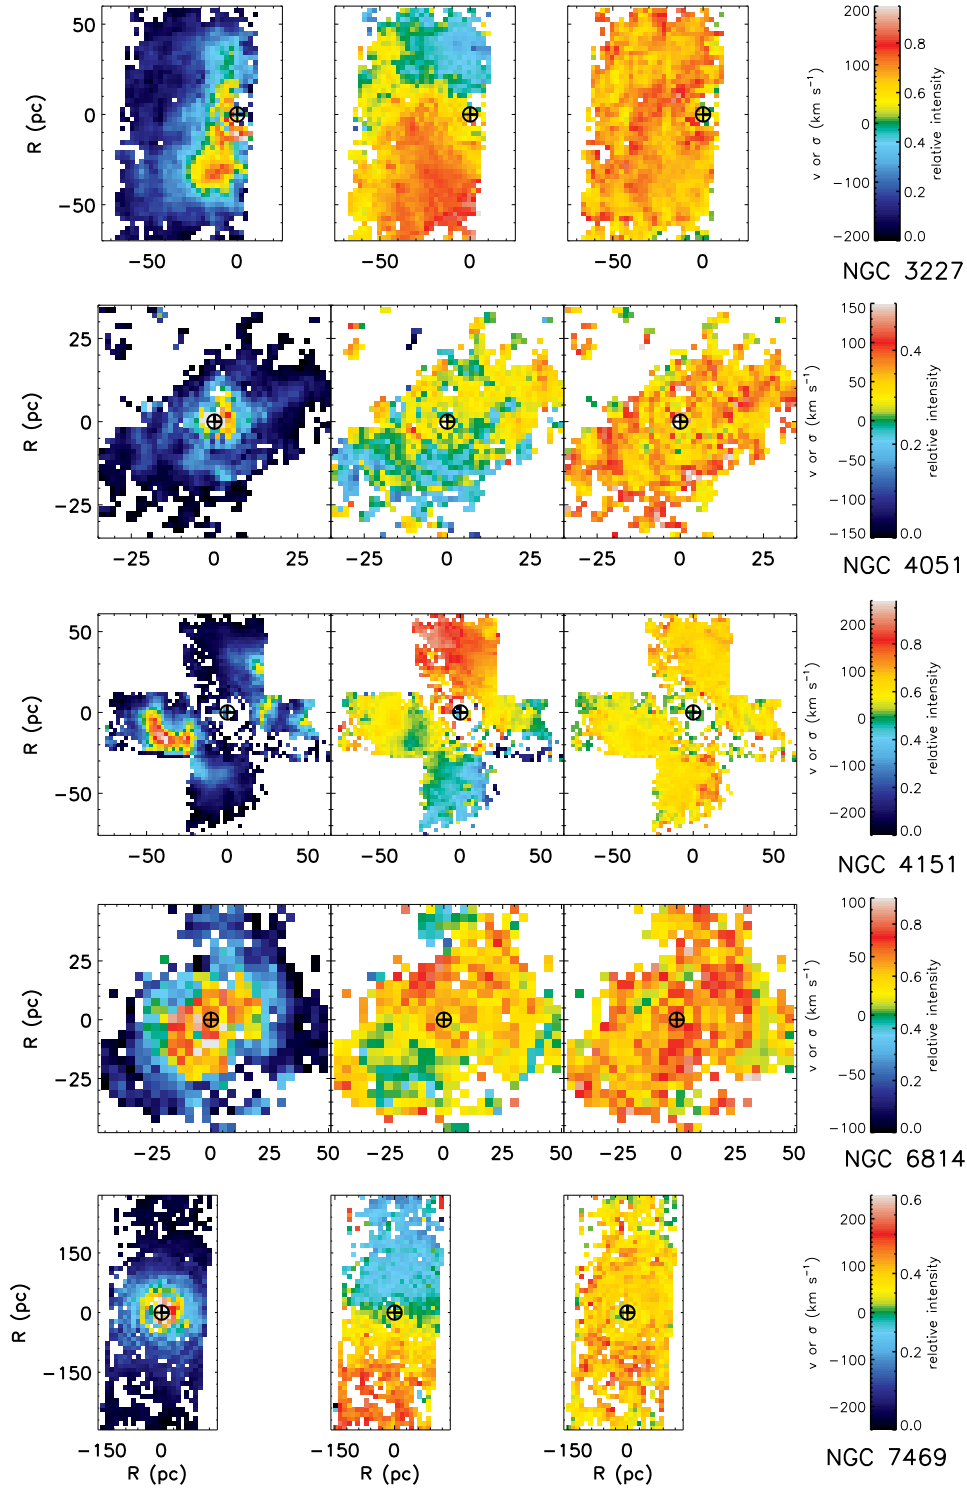 50
0
−50
R (pc)
−50 0
−50 0
−50 0
200
100
0
−100
−200
v or σ (km s⁻¹)
0.8
0.6
0.4
0.2
0.0
relative intensity
NGC 3227
25
0
−25
R (pc)
−25 0 25
−25 0 25
−25 0 25
150
100
50
0
−50
−100
−150
v or σ (km s⁻¹)
0.4
0.2
0.0
relative intensity
NGC 4051
50
0
−50
R (pc)
−50 0 50
−50 0 50
−50 0 50
200
100
0
−100
−200
v or σ (km s⁻¹)
0.8
0.6
0.4
0.2
0.0
relative intensity
NGC 4151
25
0
−25
R (pc)
−25 0 25 50
−25 0 25 50
−25 0 25 50
100
50
0
−50
−100
v or σ (km s⁻¹)
0.8
0.6
0.4
0.2
0.0
relative intensity
NGC 6814
150
0
−150
R (pc)
−150 0
−150 0
−150 0
R (pc)
R (pc)
R (pc)
200
100
0
−100
−200
v or σ (km s⁻¹)
0.6
0.4
0.2
0.0
relative intensity
NGC 7469